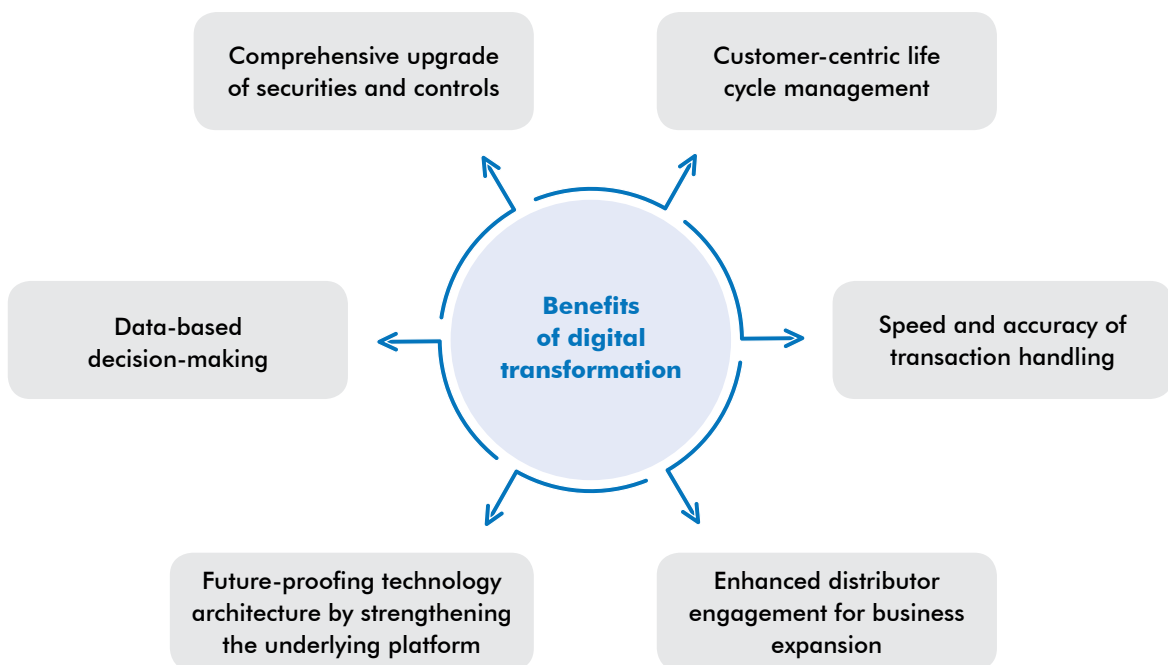 Comprehensive upgrade
of securities and controls
Customer-centric life
cycle management
Data-based
decision-making
Benefits
of digital
transformation
Speed and accuracy of
transaction handling
Future-proofing technology
architecture by strengthening
the underlying platform
Enhanced distributor
engagement for business
expansion